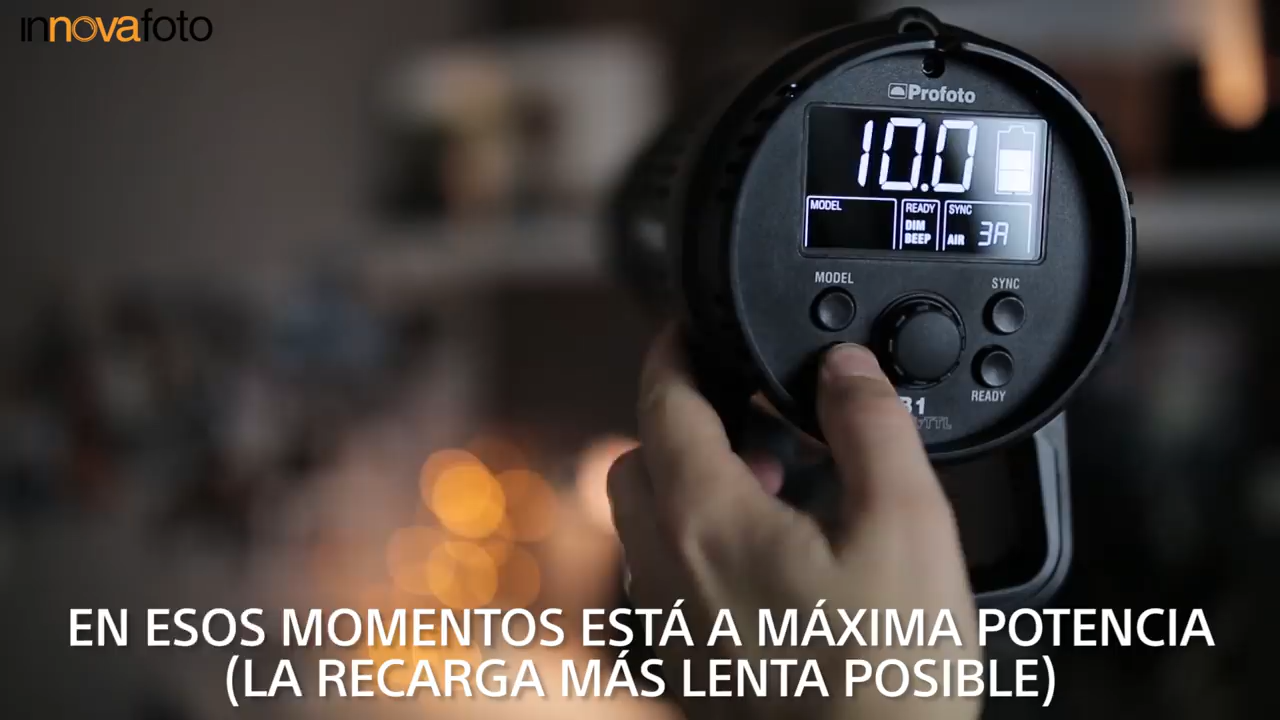 innovafoto
Profoto
10.0
MODEL
READY
DIM
BEEP
SYNC
AIR 3A
MODEL
SYNC
READY
EN ESOS MOMENTOS ESTÁ A MÁXIMA POTENCIA
(LA RECARGA MÁS LENTA POSIBLE)